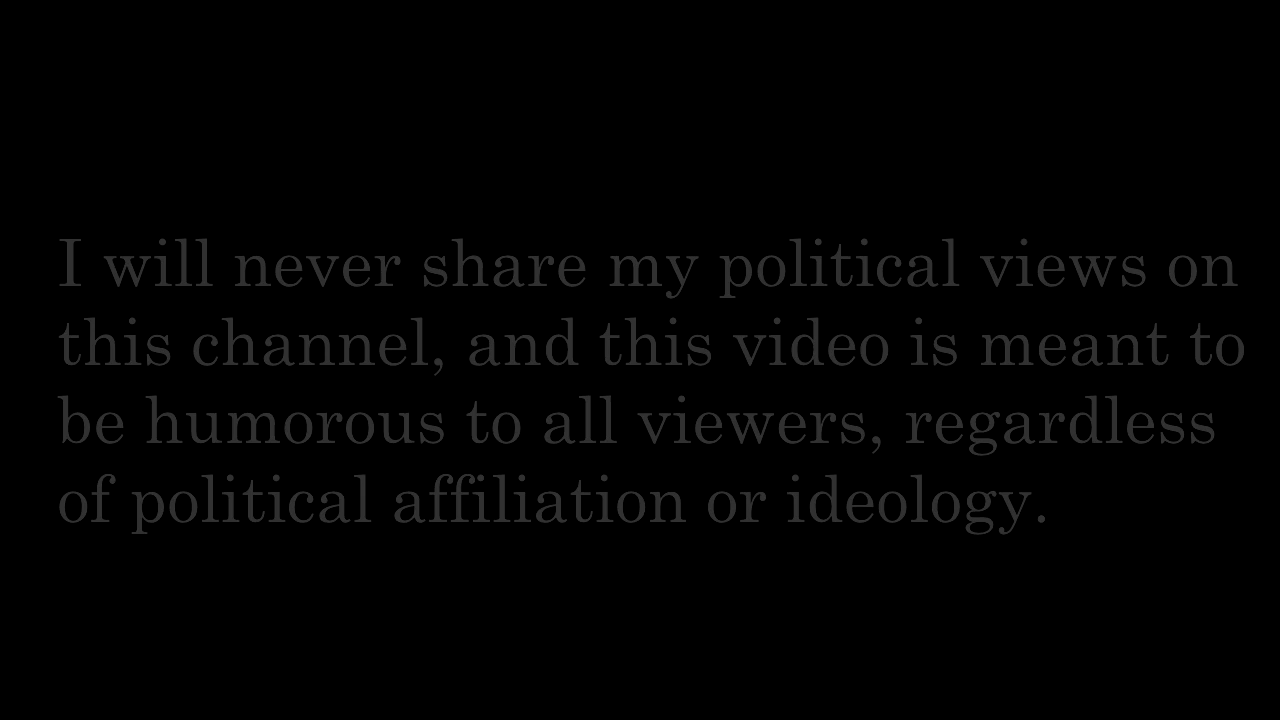 I will never share my political views on
this channel, and this video is meant to
be humorous to all viewers, regardless
of political affiliation or ideology.